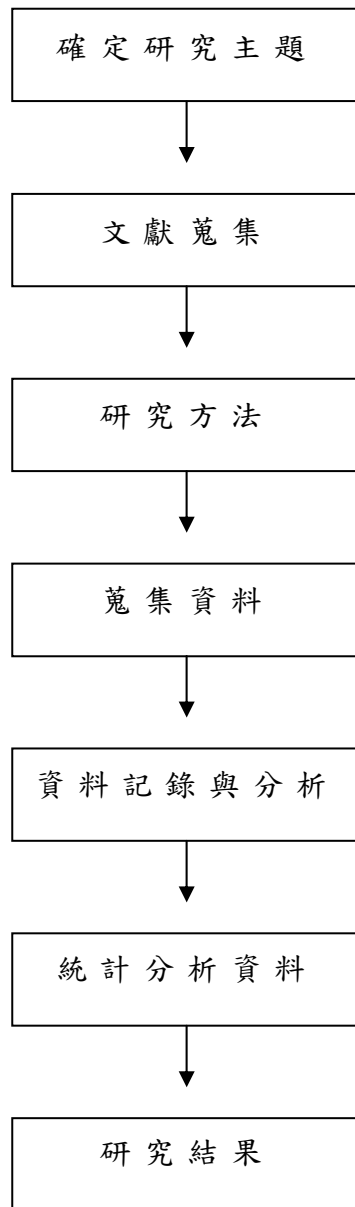 確定研究主題
文獻蒐集
研究方法
蒐集資料
資料記錄與分析
統計分析資料
研究結果